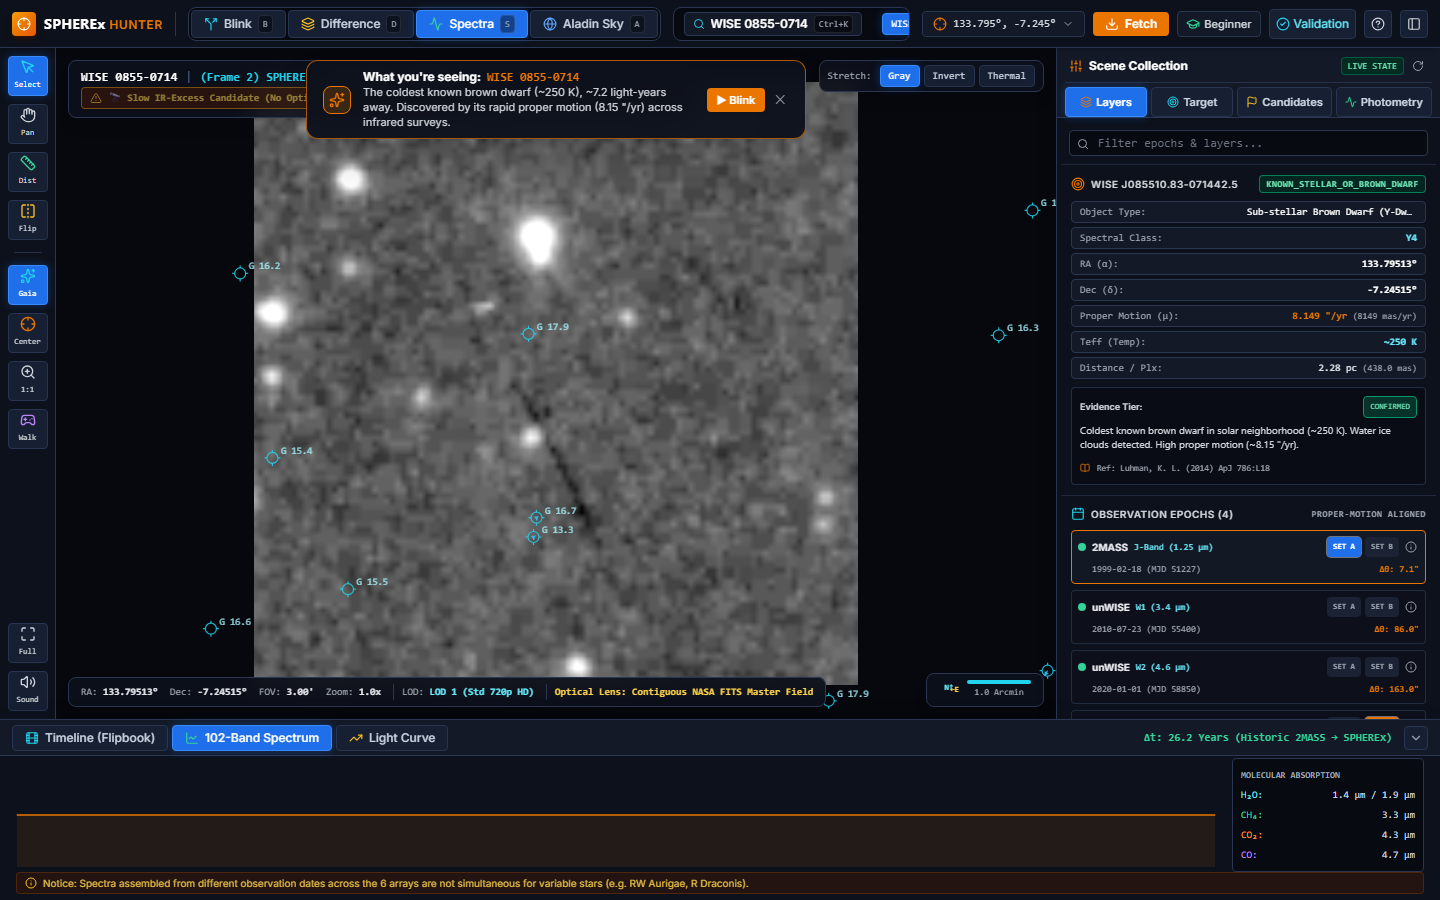 SPHEREx HUNTER
Blink B
Difference D
Spectra S
Aladin Sky A
WISE 0855-0714 Ctrl+K
WIS
133.795°, -7.245°
Fetch
Beginner
Validation
Select
Pan
Dist
Flip
Gaia
Center
1:1
Walk
Full
Sound
WISE 0855-0714 | (Frame 2) SPHERE
Slow IR-Excess Candidate (No Opti
What you're seeing: WISE 0855-0714
The coldest known brown dwarf (~250 K), ~7.2 light-years
away. Discovered by its rapid proper motion (8.15 "/yr) across
infrared surveys.
Blink
Stretch: Gray Invert Thermal
G 1
G 16.2
G 17.9
G 16.3
G 15.4
G 16.7
G 13.3
G 15.5
G 16.6
G 17.9
RA: 133.79513° Dec: -7.24515° FOV: 3.00' Zoom: 1.0x LOD: LOD 1 (Std 720p HD) Optical Lens: Contiguous NASA FITS Master Field
1.0 Arcmin
Scene Collection LIVE STATE
Layers Target Candidates Photometry
Filter epochs & layers...
WISE J085510.83-071442.5 KNOWN_STELLAR_OR_BROWN_DWARF
Object Type: Sub-stellar Brown Dwarf (Y-Dw…
Spectral Class: Y4
RA (α): 133.79513°
Dec (δ): -7.24515°
Proper Motion (μ): 8.149 "/yr (8149 mas/yr)
Teff (Temp): ~250 K
Distance / Plx: 2.28 pc (438.0 mas)
Evidence Tier: CONFIRMED
Coldest known brown dwarf in solar neighborhood (~250 K). Water ice
clouds detected. High proper motion (~8.15 "/yr).
Ref: Luhman, K. L. (2014) ApJ 786:L18
OBSERVATION EPOCHS (4) PROPER-MOTION ALIGNED
2MASS J-Band (1.25 μm) SET A SET B
1999-02-18 (MJD 51227) Δθ: 7.1"
unWISE W1 (3.4 μm) SET A SET B
2010-07-23 (MJD 55400) Δθ: 86.0"
unWISE W2 (4.6 μm) SET A SET B
2020-01-01 (MJD 58850) Δθ: 163.0"
Timeline (Flipbook)
102-Band Spectrum
Light Curve
Δt: 26.2 Years (Historic 2MASS → SPHEREx)
MOLECULAR ABSORPTION
H₂O: 1.4 μm / 1.9 μm
CH₄: 3.3 μm
CO₂: 4.3 μm
CO: 4.7 μm
Notice: Spectra assembled from different observation dates across the 6 arrays are not simultaneous for variable stars (e.g. RW Aurigae, R Draconis).